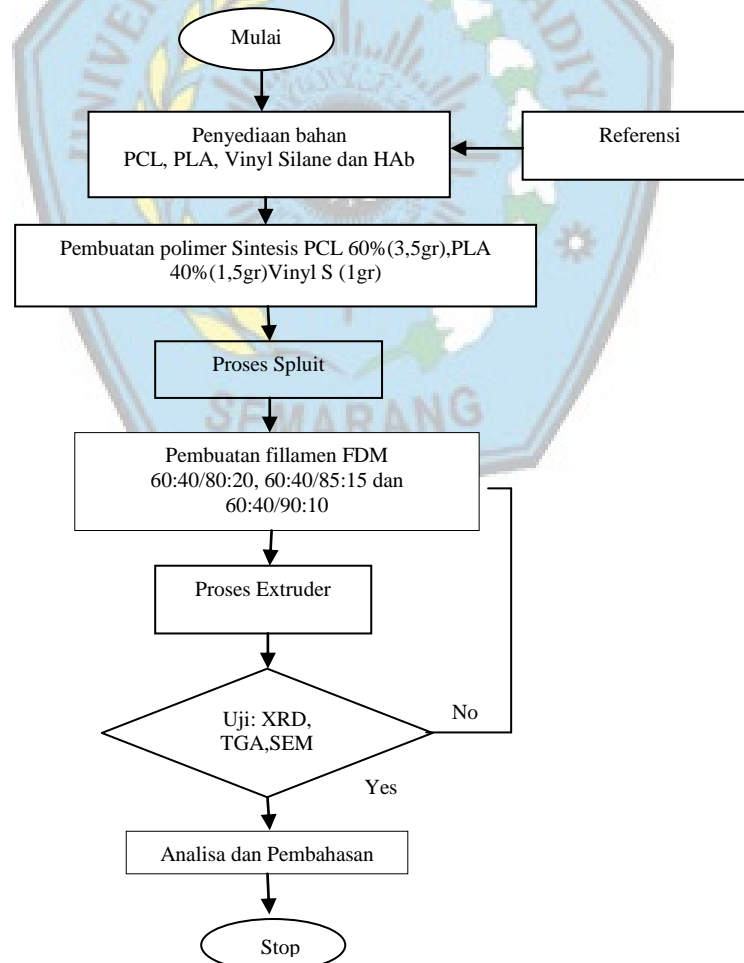 UNIVER
ADIY
Mulai
Penyediaan bahan
PCL, PLA, Vinyl Silane dan HAb
Referensi
Pembuatan polimer Sintesis PCL 60%(3,5gr),PLA
40%(1,5gr)Vinyl S (1gr)
Proses Spluit
SEMARANG
Pembuatan fillamen FDM
60:40/80:20, 60:40/85:15 dan
60:40/90:10
Proses Extruder
Uji: XRD,
TGA,SEM
No
Yes
Analisa dan Pembahasan
Stop